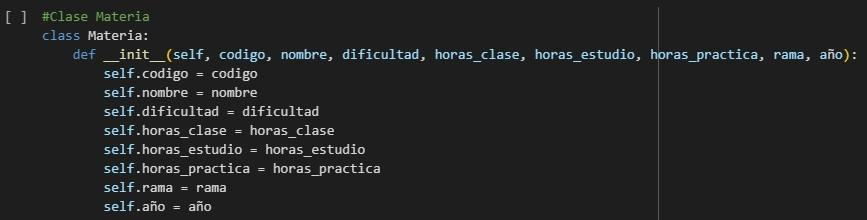 [ ] #Clase Materia
class Materia:
def __init__(self, codigo, nombre, dificultad, horas_clase, horas_estudio, horas_practica, rama, año):
self.codigo = codigo
self.nombre = nombre
self.dificultad = dificultad
self.horas_clase = horas_clase
self.horas_estudio = horas_estudio
self.horas_practica = horas_practica
self.rama = rama
self.año = año